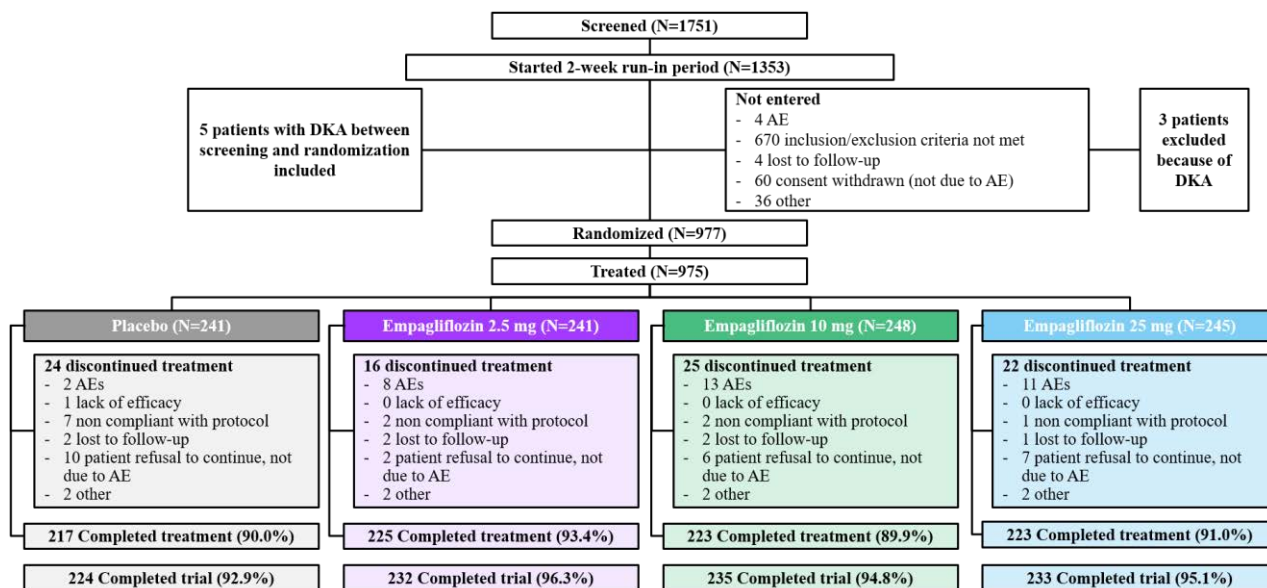 Screened (N=1751)
Started 2-week run-in period (N=1353)
5 patients with DKA between
screening and randomization
included
Not entered
- 4 AE
- 670 inclusion/exclusion criteria not met
- 4 lost to follow-up
- 60 consent withdrawn (not due to AE)
- 36 other
3 patients
excluded
because of
DKA
Randomized (N=977)
Treated (N=975)
Placebo (N=241)
24 discontinued treatment
- 2 AEs
- 1 lack of efficacy
- 7 non compliant with protocol
- 2 lost to follow-up
- 10 patient refusal to continue, not
due to AE
- 2 other
217 Completed treatment (90.0%)
224 Completed trial (92.9%)
Empagliflozin 2.5 mg (N=241)
16 discontinued treatment
- 8 AEs
- 0 lack of efficacy
- 2 non compliant with protocol
- 2 lost to follow-up
- 2 patient refusal to continue, not
due to AE
- 2 other
225 Completed treatment (93.4%)
232 Completed trial (96.3%)
Empagliflozin 10 mg (N=248)
25 discontinued treatment
- 13 AEs
- 0 lack of efficacy
- 2 non compliant with protocol
- 2 lost to follow-up
- 6 patient refusal to continue, not
due to AE
- 2 other
223 Completed treatment (89.9%)
235 Completed trial (94.8%)
Empagliflozin 25 mg (N=245)
22 discontinued treatment
- 11 AEs
- 0 lack of efficacy
- 1 non compliant with protocol
- 1 lost to follow-up
- 7 patient refusal to continue, not
due to AE
- 2 other
223 Completed treatment (91.0%)
233 Completed trial (95.1%)